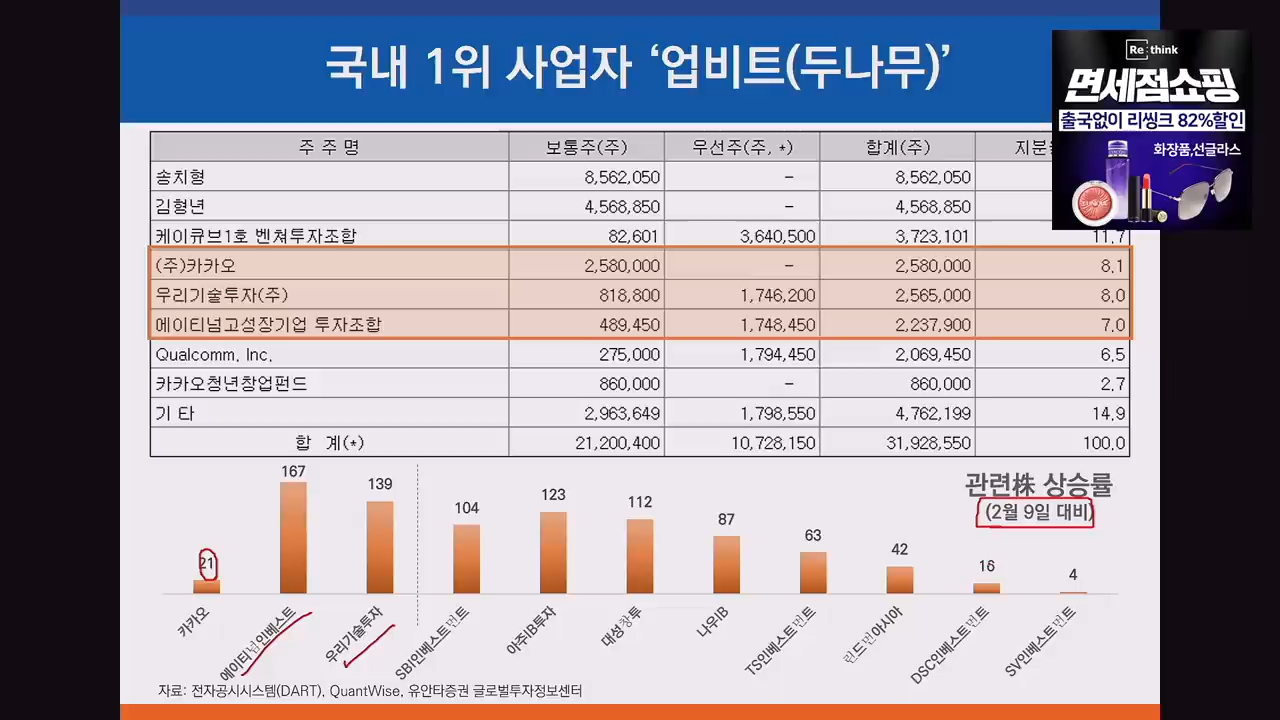 국내 1위 사업자 ‘업비트(두나무)’
Re:think
면세점쇼핑
출국없이 리씽크 82%할인
화장품,선글라스
주 주 명 보통주(주) 우선주(주, *) 합계(주)
송치형 8,562,050 - 8,562,050
김형년 4,568,850 - 4,568,850
케이큐브1호 벤쳐투자조합 82,601 3,640,500 3,723,101 11.7
(주)카카오 2,580,000 - 2,580,000 8.1
우리기술투자(주) 818,800 1,746,200 2,565,000 8.0
에이티넘고성장기업 투자조합 489,450 1,748,450 2,237,900 7.0
Qualcomm, Inc. 275,000 1,794,450 2,069,450 6.5
카카오청년창업펀드 860,000 - 860,000 2.7
기 타 2,963,649 1,798,550 4,762,199 14.9
합 계(*) 21,200,400 10,728,150 31,928,550 100.0
관련株 상승률
(2월 9일 대비)
21 167 139 104 123 112 87 63 42 16 4
카카오 에이티넘인베스트 우리기술투자 SBI인베스트먼트 아주IB투자 대성창투 나우IB TS인베스트먼트 린드먼아시아 DSC인베스트먼트 SV인베스트먼트
자료: 전자공시시스템(DART), QuantWise, 유안타증권 글로벌투자정보센터